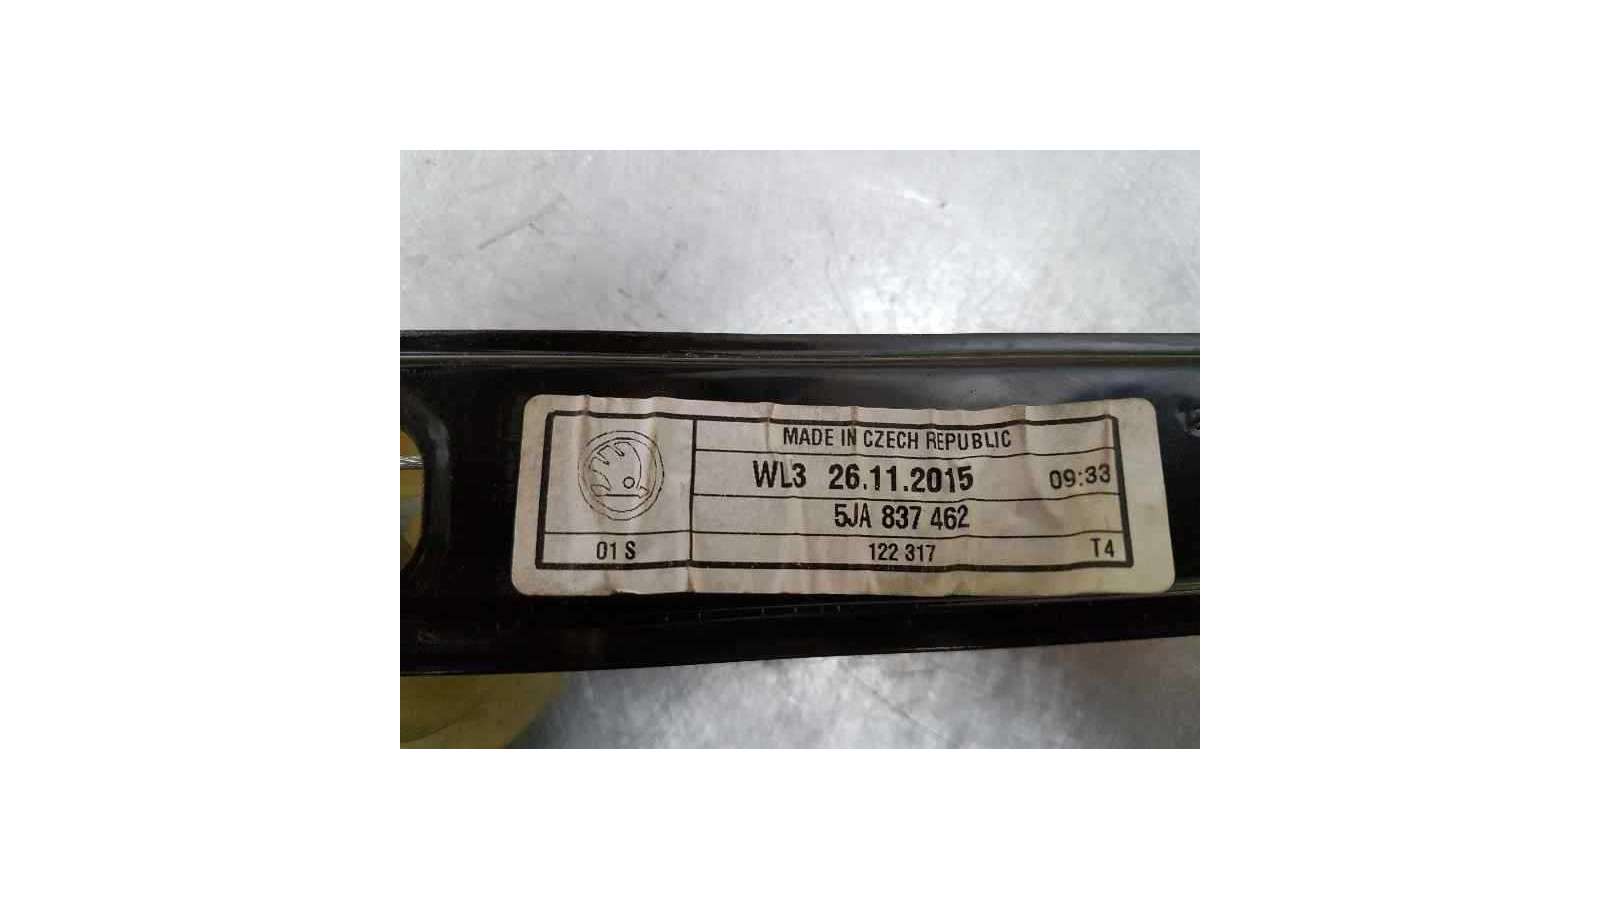 MADE IN CZECH REPUBLIC
WL3 26.11.2015 09:33
5JA 837 462
01 S 122 317 T4